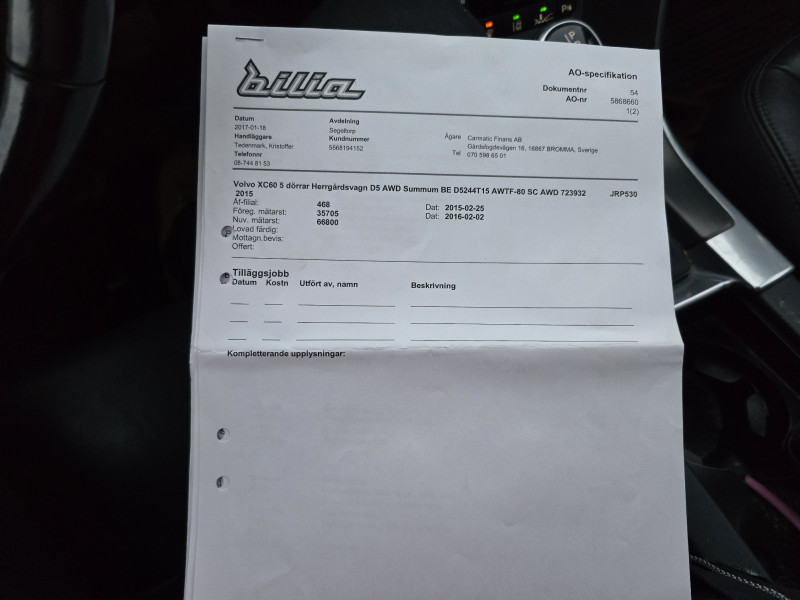 bilia
AO-specifikation
Dokumentnr 54
AO-nr 5868660
1(2)
Datum
2017-01-18
Handläggare
Tedenmark, Kristoffer
Telefonnr
08-744 81 53
Avdelning
Segeltorp
Kundnummer
5568194152
Ägare Carmatic Finans AB
Gårdsfogdevägen 16, 16867 BROMMA, Sverige
Tel 070 598 65 01
Volvo XC60 5 dörrar Herrgårdsvagn D5 AWD Summum BE D5244T15 AWTF-80 SC AWD 723932 JRP530
2015
Åf-filial: 468
Föreg. mätarst: 35705 Dat: 2015-02-25
Nuv. mätarst: 66800 Dat: 2016-02-02
Lovad färdig:
Mottagn.bevis:
Offert:
Tilläggsjobb
Datum Kostn Utfört av, namn Beskrivning
Kompletterande upplysningar: